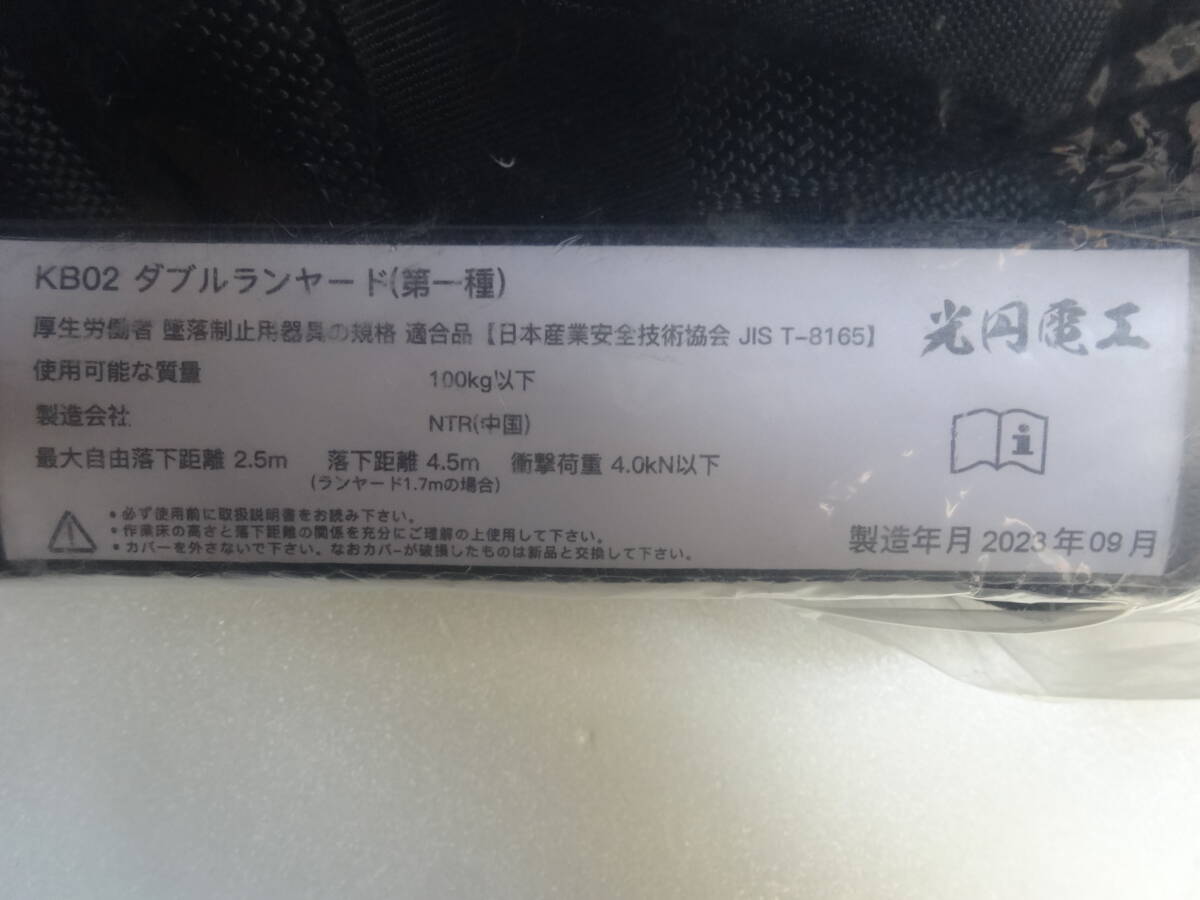 KB02 ダブルランヤード(第一種)
厚生労働者 墜落制止用器具の規格 適合品【日本産業安全技術協会 JIS T-8165】
光円電工
使用可能な質量 100kg以下
製造会社 NTR(中国)
最大自由落下距離 2.5m 落下距離 4.5m 衝撃荷重 4.0kN以下
(ランヤード1.7mの場合)
・必ず使用前に取扱説明書をお読み下さい。
・作業床の高さと落下距離の関係を充分にご理解の上使用して下さい。
・カバーを外さないで下さい。なおカバーが破損したものは新品と交換して下さい。
製造年月 2023年09月